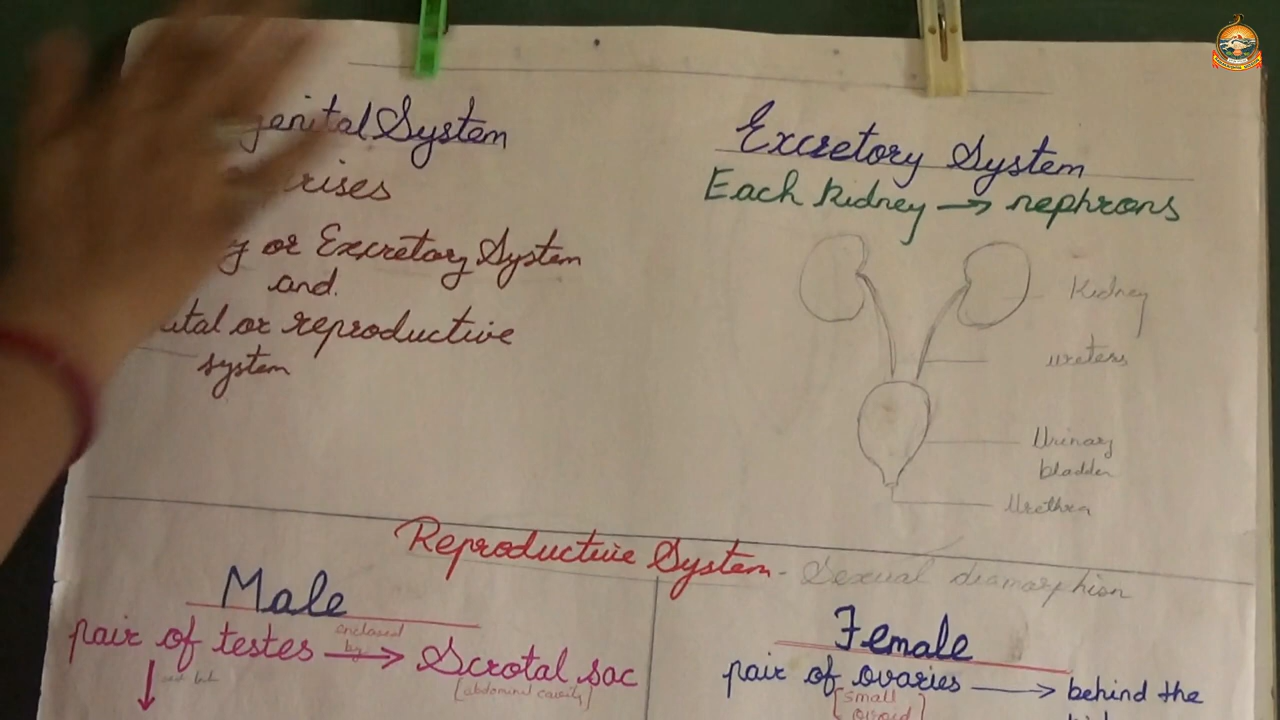 genital System
rises
y or Excretory System
and.
ital or reproductive
system
Excretory System
Each Kidney → nephrons
Kidney
ureters
Urinary
bladder
Urethra
Reproductive System - Sexual diamorphion
Male
pair of testes enclosed by → Scrotal sac
[abdominal cavity]
Female
pair of ovaries → behind the
[small
ovoid]